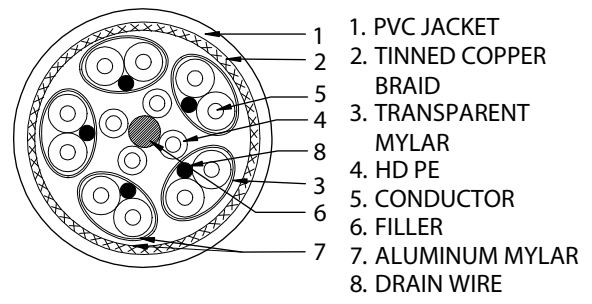 1
2
5
4
8
3
6
7
1. PVC JACKET
2. TINNED COPPER
BRAID
3. TRANSPARENT
MYLAR
4. HD PE
5. CONDUCTOR
6. FILLER
7. ALUMINUM MYLAR
8. DRAIN WIRE